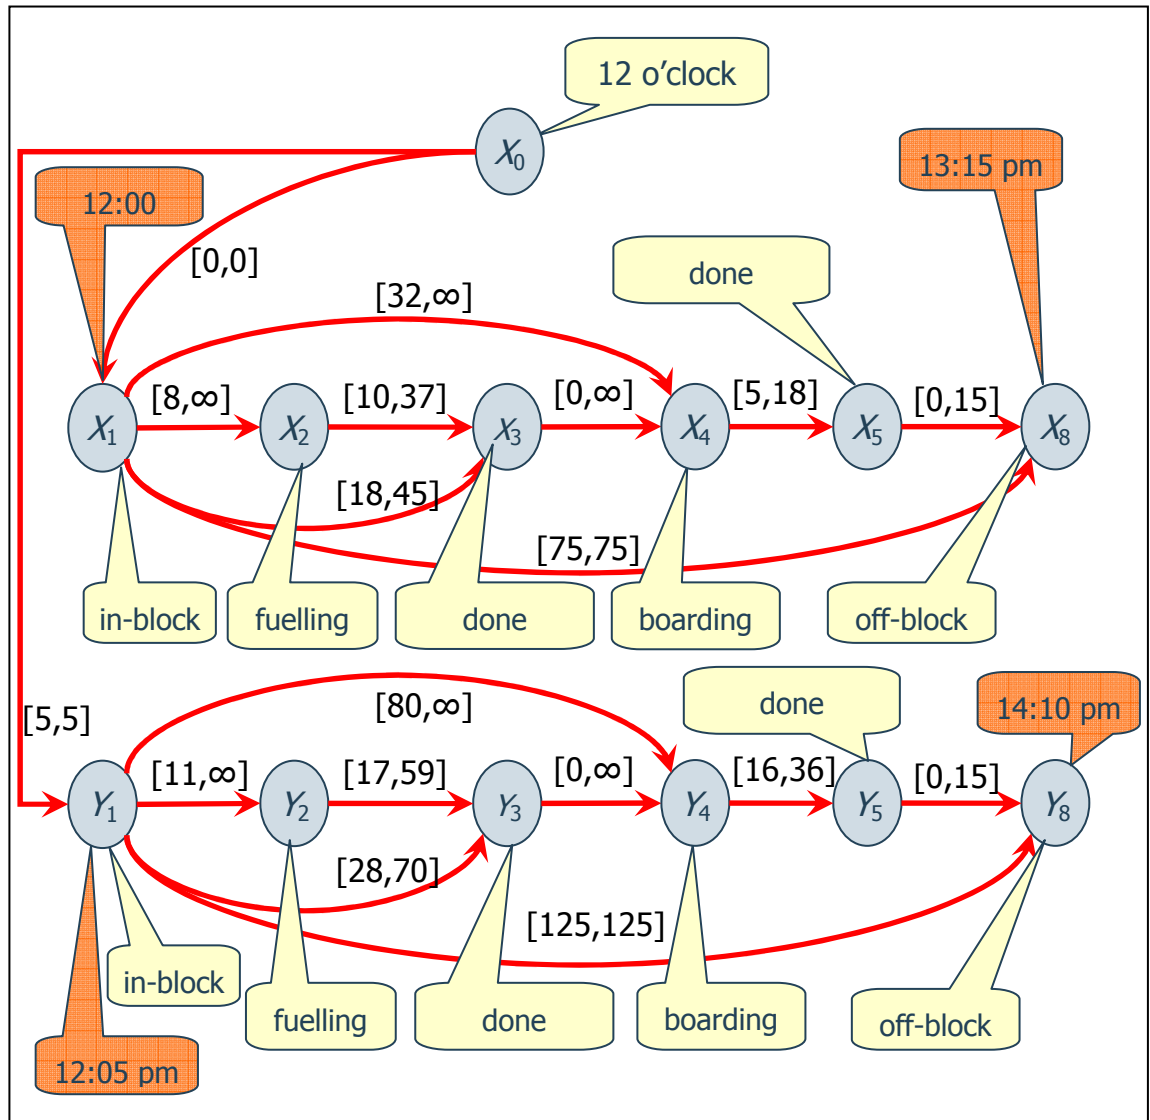 12 o’clock
X0
13:15 pm
12:00
[0,0]
done
[32,∞]
[8,∞]
[10,37]
[0,∞]
[5,18]
[0,15]
X1
X2
X3
X4
X5
X8
[18,45]
[75,75]
in-block
fuelling
done
boarding
off-block
[80,∞]
done
14:10 pm
[5,5]
[11,∞]
[17,59]
[0,∞]
[16,36]
[0,15]
Y1
Y2
Y3
Y4
Y5
Y8
[28,70]
[125,125]
in-block
fuelling
done
boarding
off-block
12:05 pm